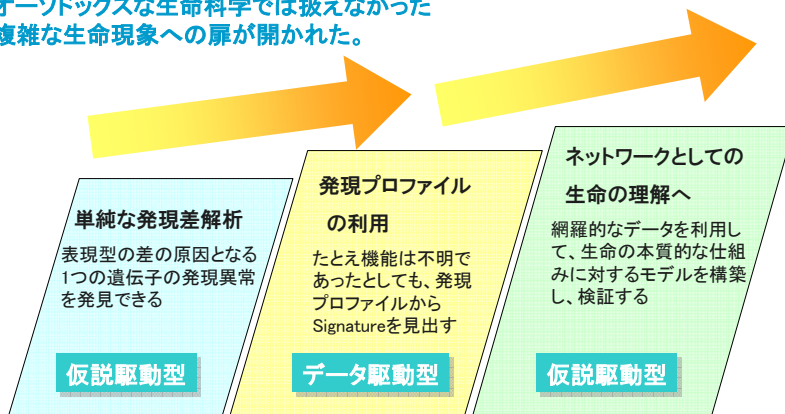 オーソドックスな生命科学では扱えなかった
複雑な生命現象への扉が開かれた。
単純な発現差解析
表現型の差の原因となる
1つの遺伝子の発現異常
を発見できる
仮説駆動型
発現プロファイル
の利用
たとえ機能は不明で
あったとしても、発現
プロファイルから
Signatureを見出す
データ駆動型
ネットワークとしての
生命の理解へ
網羅的なデータを利用し
て、生命の本質的な仕組
みに対するモデルを構築
し、検証する
仮説駆動型